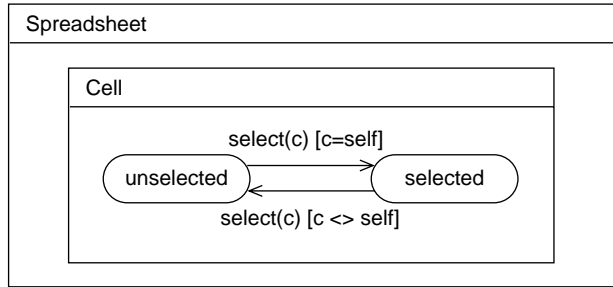 Spreadsheet
Cell
select(c) [c=self]
unselected
selected
select(c) [c <> self]